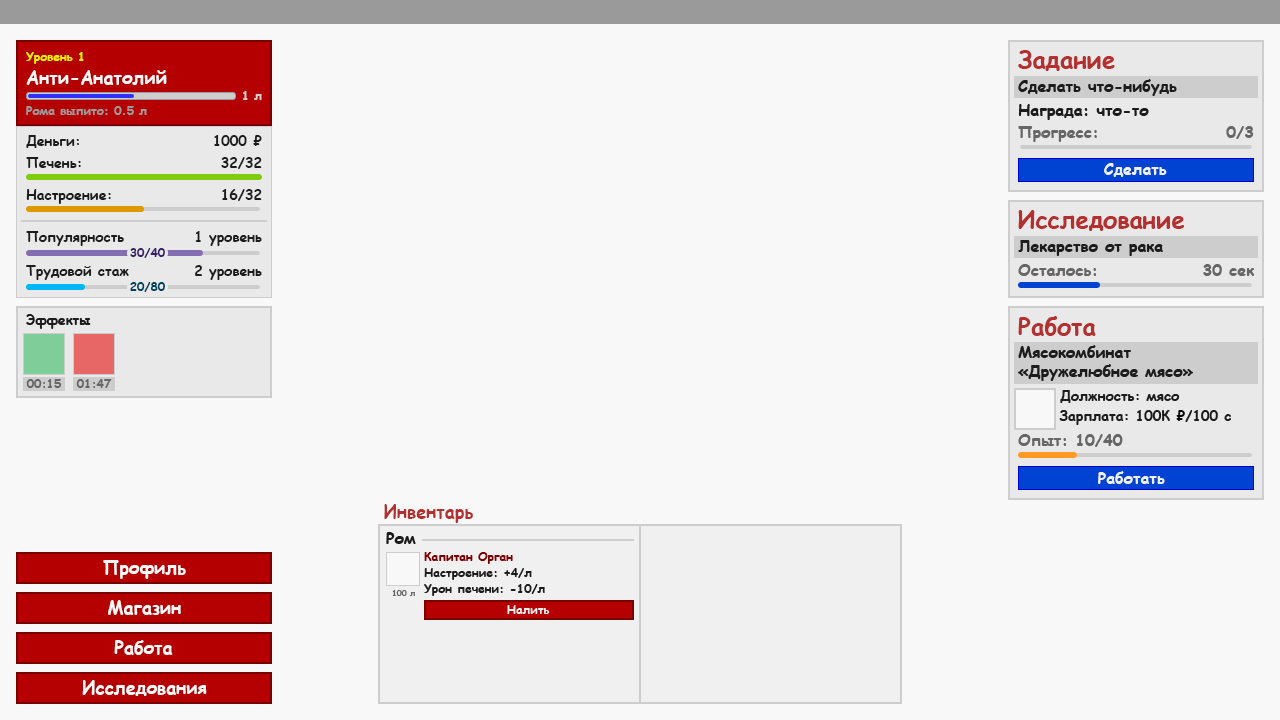 Уровень 1
Анти-Анатолий
1 л
Рома выпито: 0.5 л
Деньги: 1000 ₽
Печень: 32/32
Настроение: 16/32
Популярность 1 уровень
30/40
Трудовой стаж 2 уровень
20/80
Эффекты
00:15 01:47
Профиль
Магазин
Работа
Исследования
Инвентарь
Ром
Капитан Орган
Настроение: +4/л
Урон печени: -10/л
100 л
Налить
Задание
Сделать что-нибудь
Награда: что-то
Прогресс: 0/3
Сделать
Исследование
Лекарство от рака
Осталось: 30 сек
Работа
Мясокомбинат
«Дружелюбное мясо»
Должность: мясо
Зарплата: 100К ₽/100 с
Опыт: 10/40
Работать